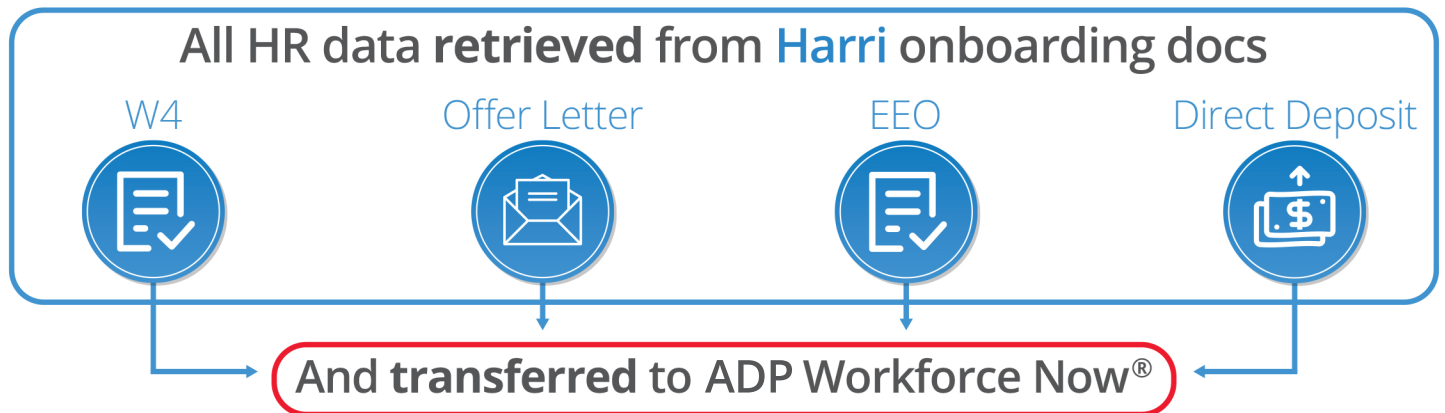 All HR data retrieved from Harri onboarding docs
W4
Offer Letter
EEO
Direct Deposit
$
And transferred to ADP Workforce Now®